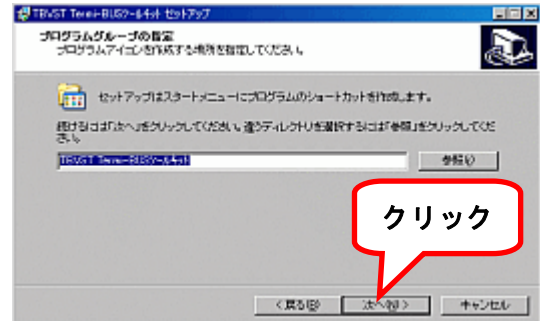 TBVST Termi-BUSツールキット セットアップ
プログラムグループの指定
プログラムアイコンを作成する場所を指定してください。
セットアップはスタートメニューにプログラムのショートカットを作成します。
続けるには「次へ」をクリックしてください。違うディレクトリを選択するには「参照」をクリックしてくだ
さい。
TBVST Termi-BUSツールキット
参照(R)
クリック
< 戻る(B)
次へ(N) >
キャンセル